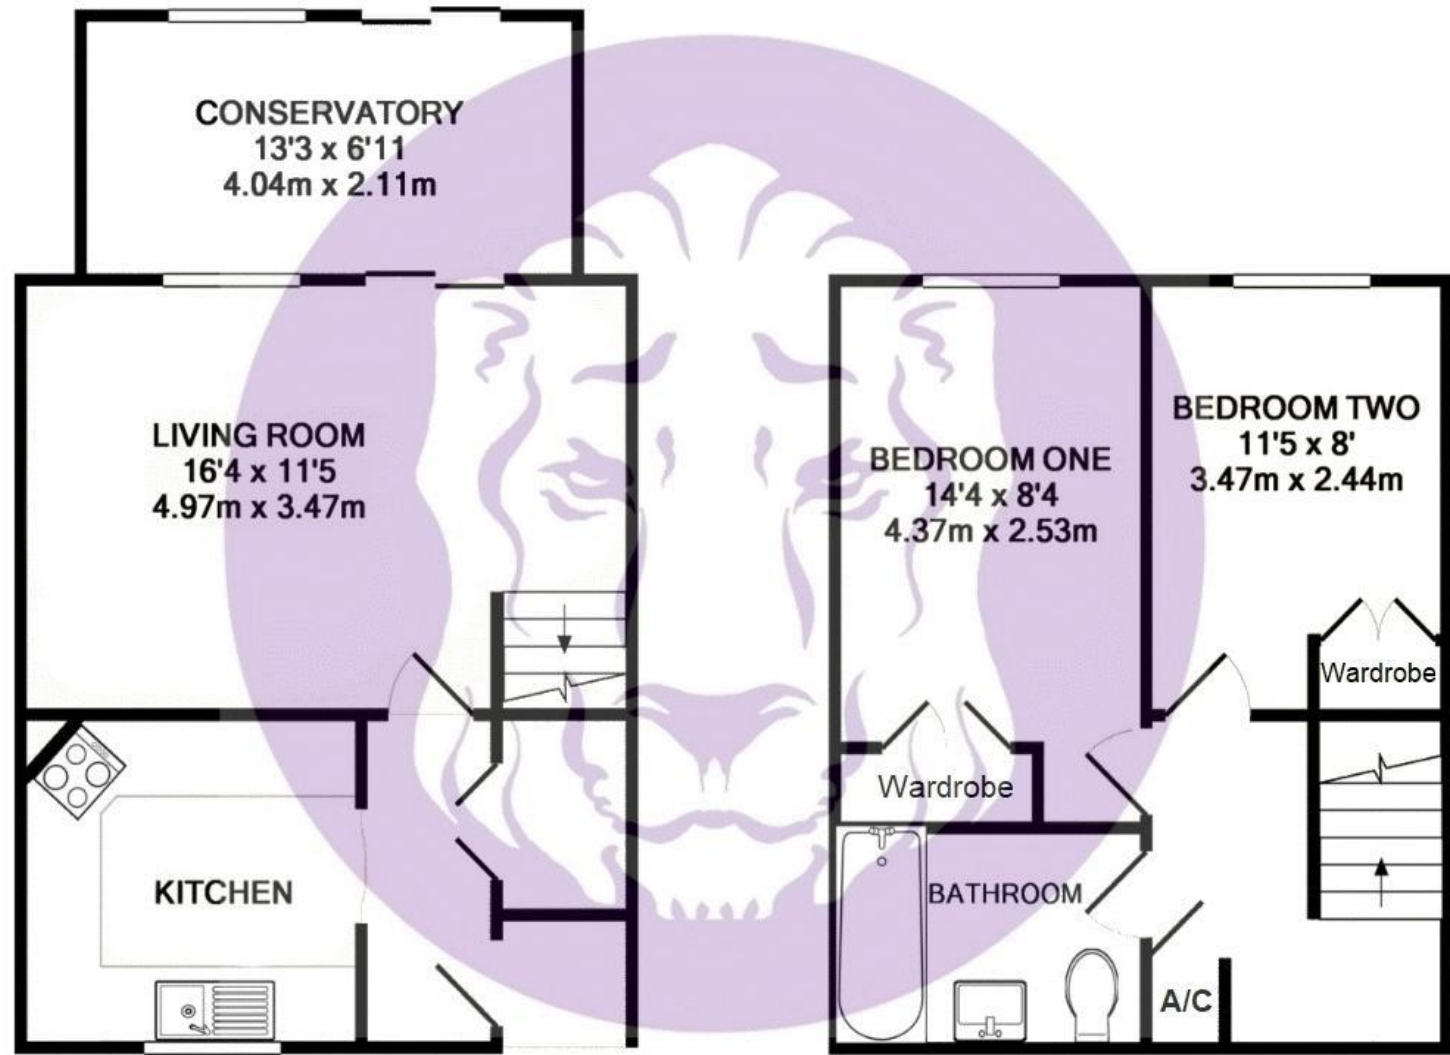 CONSERVATORY
13'3 x 6'11
4.04m x 2.11m
LIVING ROOM
16'4 x 11'5
4.97m x 3.47m
KITCHEN
BEDROOM ONE
14'4 x 8'4
4.37m x 2.53m
BEDROOM TWO
11'5 x 8'
3.47m x 2.44m
Wardrobe
Wardrobe
BATHROOM
A/C